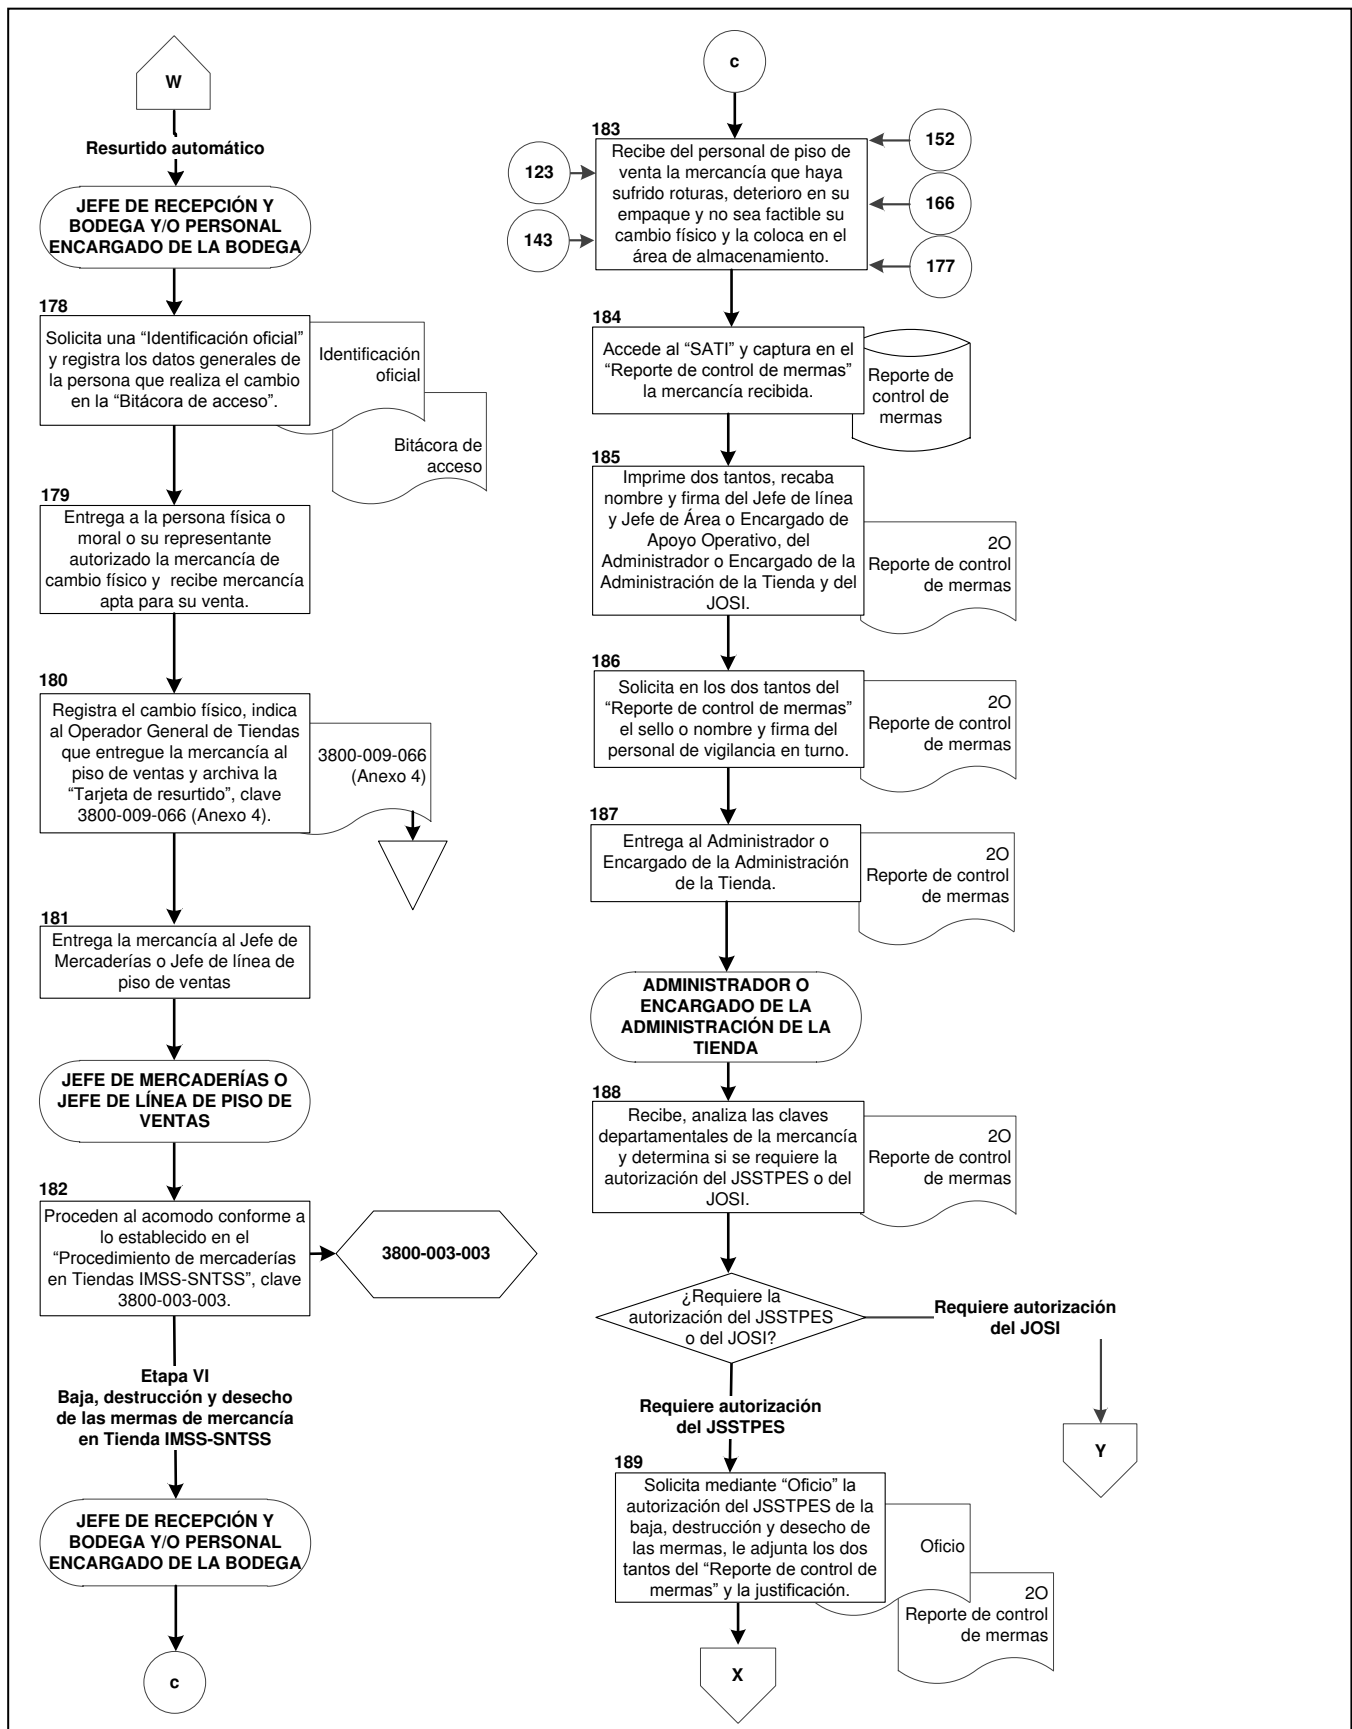 W
Resurtido automático
JEFE DE RECEPCIÓN Y
BODEGA Y/O PERSONAL
ENCARGADO DE LA BODEGA
178
Solicita una “Identificación oficial”
y registra los datos generales de
la persona que realiza el cambio
en la “Bitácora de acceso”.
Identificación
oficial
Bitácora de
acceso
179
Entrega a la persona física o
moral o su representante
autorizado la mercancía de
cambio físico y recibe mercancía
apta para su venta.
180
Registra el cambio físico, indica
al Operador General de Tiendas
que entregue la mercancía al
piso de ventas y archiva la
“Tarjeta de resurtido”, clave
3800-009-066 (Anexo 4).
3800-009-066
(Anexo 4)
181
Entrega la mercancía al Jefe de
Mercaderías o Jefe de línea de
piso de ventas
JEFE DE MERCADERÍAS O
JEFE DE LÍNEA DE PISO DE
VENTAS
182
Proceden al acomodo conforme a
lo establecido en el
“Procedimiento de mercaderías
en Tiendas IMSS-SNTSS”, clave
3800-003-003.
3800-003-003
Etapa VI
Baja, destrucción y desecho
de las mermas de mercancía
en Tienda IMSS-SNTSS
JEFE DE RECEPCIÓN Y
BODEGA Y/O PERSONAL
ENCARGADO DE LA BODEGA
c
c
183
Recibe del personal de piso de
venta la mercancía que haya
sufrido roturas, deterioro en su
empaque y no sea factible su
cambio físico y la coloca en el
área de almacenamiento.
123
143
152
166
177
184
Accede al “SATI” y captura en el
“Reporte de control de mermas”
la mercancía recibida.
Reporte de
control de
mermas
185
Imprime dos tantos, recaba
nombre y firma del Jefe de línea
y Jefe de Área o Encargado de
Apoyo Operativo, del
Administrador o Encargado de la
Administración de la Tienda y del
JOSI.
2O
Reporte de control
de mermas
186
Solicita en los dos tantos del
“Reporte de control de mermas”
el sello o nombre y firma del
personal de vigilancia en turno.
2O
Reporte de control
de mermas
187
Entrega al Administrador o
Encargado de la Administración
de la Tienda.
2O
Reporte de control
de mermas
ADMINISTRADOR O
ENCARGADO DE LA
ADMINISTRACIÓN DE LA
TIENDA
188
Recibe, analiza las claves
departamentales de la mercancía
y determina si se requiere la
autorización del JSSTPES o del
JOSI.
2O
Reporte de control
de mermas
¿Requiere la
autorización del JSSTPES
o del JOSI?
Requiere autorización
del JOSI
Y
Requiere autorización
del JSSTPES
189
Solicita mediante “Oficio” la
autorización del JSSTPES de la
baja, destrucción y desecho de
las mermas, le adjunta los dos
tantos del “Reporte de control de
mermas” y la justificación.
Oficio
2O
Reporte de control
de mermas
X